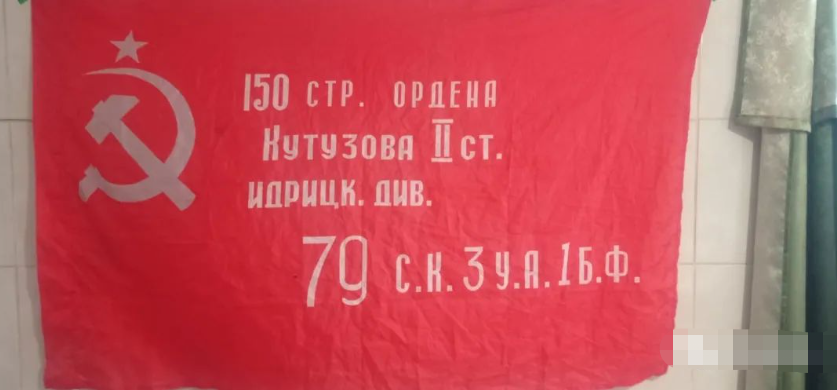 150 СТР. ОРДЕНА
Кутузова II ст.
ИДРИЦК. ДИВ.
79 С.К. 3 У.А. 1 Б.Ф.